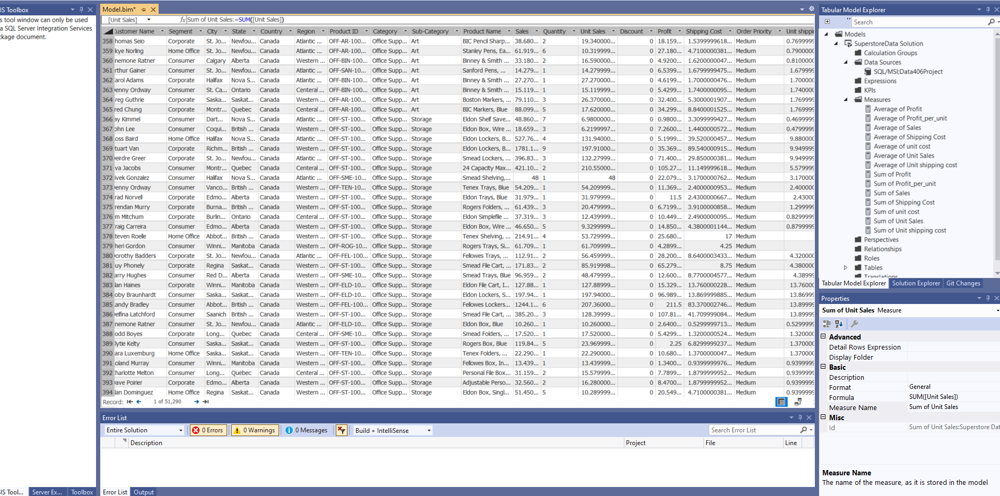 IS Toolbox
s tool window can only be used
a SQL Server Integration Services
ckage document.
Model.bim*
[Unit Sales] fx Sum of Unit Sales:=SUM([Unit Sales])
Customer Name Segment City State Country Region Product ID Category Sub-Category Product Name Sales Quantity Unit Sales Discount Profit Shipping Cost Order Priority Unit shippi
358 homas Seio Corporate St. Jo... Newfou... Canada Atlantic ... OFF-AR-100... Office Supp... Art BIC Pencil Sharp... 38.680... 2 19.340000... 0 18.159... 1.5399999618... Medium 0.7699999
359 kye Norling Home Office St. Jo... Newfou... Canada Atlantic ... OFF-AR-100... Office Supp... Art Stanley Pens, Ea... 61.919... 6 10.319999... 0 27.180... 4.7100000381... Medium 0.7900000
360 nemone Ratner Consumer Calgary Alberta Canada Western ... OFF-BIN-100... Office Supp... Art Binney & Smith ... 33.180... 2 16.590000... 0 4.9200... 1.6200000047... Medium 0.8100000
361 rthur Gainer Consumer St. Jo... Newfou... Canada Atlantic ... OFF-SAN-10... Office Supp... Art Sanford Pens, ... 14.279... 1 14.279999... 0 6.5399... 1.6799999475... Medium 1.679999
362 arol Adams Corporate Halifax Nova S... Canada Atlantic ... OFF-BIN-100... Office Supp... Art Binney & Smith ... 27.270... 1 27.270000... 0 4.6199... 1.7000000476... Medium 1.700000
363 enny Ordway Consumer St. Ca... Ontario Canada Centeral ... OFF-BIN-100... Office Supp... Art Binney & Smith ... 15.119... 1 15.119999... 0 5.4299... 1.7400000095... Medium 1.740000
364 reg Guthrie Corporate Saska... Saskat... Canada Western ... OFF-AR-100... Office Supp... Art Boston Markers, ... 79.110... 3 26.370000... 0 32.400... 5.3000001907... Medium 1.769999
365 red Chung Corporate Montr... Quebec Canada Centeral ... OFF-AR-100... Office Supp... Art BIC Markers, Blue 88.099... 5 17.620000... 0 34.299... 8.8400001525... Medium 1.769999
366 ay Kimmel Consumer Dart... Nova S... Canada Atlantic ... OFF-ST-100... Office Supp... Storage Eldon Shelf Save... 48.860... 7 6.9800000... 0 0.9800... 3.3099999427... Medium 0.4699999
367 ohn Lee Consumer Coqui... British ... Canada Western ... OFF-ST-100... Office Supp... Storage Eldon Box, Wire ... 18.659... 3 6.2199997... 0 7.2600... 1.4400000572... Medium 0.4799999
368 oss Baird Home Office Halifax Nova S... Canada Atlantic ... OFF-ST-100... Office Supp... Storage Eldon Lockers, B... 527.76... 4 131.94000... 0 5.1999... 39.520000457... Medium 9.880000
369 tuart Van Corporate Richm... British ... Canada Western ... OFF-ST-100... Office Supp... Storage Eldon Lockers, B... 1781.1... 9 197.91000... 0 35.369... 89.540000915... Medium 9.949999
370 eirdre Greer Corporate St. Jo... Newfou... Canada Atlantic ... OFF-ST-100... Office Supp... Storage Smead Lockers, ... 396.83... 3 132.27999... 0 71.400... 29.850000381... Medium 9.949999
371 va Jacobs Consumer Montr... Quebec Canada Centeral ... OFF-ST-100... Office Supp... Storage 24 Capacity Max... 421.10... 2 210.55000... 0 105.27... 11.149999618... Medium 5.579999
372 ivek Gonzalez Consumer Halifax Nova S... Canada Atlantic ... OFF-SME-10... Office Supp... Storage Smead Shelving,... 48 1 48 0 22.079... 3.1700000762... Medium 3.170000
373 enny Ordway Consumer Vanco... British ... Canada Western ... OFF-TEN-10... Office Supp... Storage Tenex Trays, Blue 54.209... 1 54.209999... 0 11.369... 2.4000000953... Medium 2.400000
374 rad Norvell Consumer Edmo... Alberta Canada Western ... OFF-ST-100... Office Supp... Storage Eldon Trays, Blue 31.979... 1 31.979999... 0 11.5 2.4300000667... Medium 2.43000
375 rendan Murry Corporate Burna... British ... Canada Western ... OFF-ST-100... Office Supp... Storage Rogers Folders, ... 61.439... 3 20.479999... 0 6.7199... 3.9100000858... Medium 1.299999
376 m Mitchum Corporate Burlin... Ontario Canada Centeral ... OFF-ST-100... Office Supp... Storage Eldon Simplefile ... 37.319... 3 12.439999... 0 10.449... 2.4900000095... Medium 0.8299999
377 raig Carreira Consumer Edmo... Alberta Canada Western ... OFF-ST-100... Office Supp... Storage Eldon Box, Wire ... 46.650... 5 9.3299999... 0 14.850... 4.3800001144... Medium 0.8799999
378 teven Roelle Home Office Abbot... British ... Canada Western ... OFF-ST-100... Office Supp... Storage Tenex Shelving, ... 214.91... 4 53.729999... 0 25.680... 17 Medium
379 heri Gordon Consumer Winni... Manitoba Canada Western ... OFF-ROG-10... Office Supp... Storage Rogers Trays, Si... 61.709... 1 61.709999... 0 4.2899... 4.25 Medium
380 orothy Badders Corporate St. Jo... Newfou... Canada Atlantic ... OFF-FEL-100... Office Supp... Storage Fellowes Trays, ... 112.91... 2 56.459999... 0 28.200... 8.6400003433... Medium 4.320000
381 uy Phonely Corporate Regina Saskat... Canada Western ... OFF-ST-100... Office Supp... Storage Smead File Cart, ... 171.83... 2 85.919998... 0 65.279... 8.75 Medium 4.380000
382 arry Hughes Consumer Red D... Alberta Canada Western ... OFF-SME-10... Office Supp... Storage Smead Trays, Blue 96.959... 2 48.479999... 0 12.600... 8.7700004577... Medium 4.38999
383 lan Haines Corporate Winni... Manitoba Canada Western ... OFF-ELD-10... Office Supp... Storage Eldon File Cart, I... 127.88... 1 127.88999... 0 15.329... 13.760000228... Medium 13.76000
384 oby Braunhardt Consumer Saska... Saskat... Canada Western ... OFF-ELD-10... Office Supp... Storage Eldon Lockers, S... 197.94... 1 197.94000... 0 96.989... 13.869999885... Medium 13.86999
385 andy Bradley Consumer Abbot... British ... Canada Western ... OFF-FEL-100... Office Supp... Storage Fellowes Lockers... 1244.1... 6 207.36000... 0 211.5 83.370002746... Medium 13.89999
386 elfina Latchford Consumer Saanich British ... Canada Western ... OFF-ST-100... Office Supp... Storage Smead File Cart, ... 385.20... 3 128.39999... 0 107.81... 41.709999084... Medium 13.89999
387 nemone Ratner Consumer St. Jo... Newfou... Canada Atlantic ... OFF-ELD-10... Office Supp... Storage Eldon Box, Blue 10.260... 1 10.260000... 0 2.6400... 0.5299999713... Medium 0.5299999
388 odd Boyes Corporate Long... Quebec Canada Centeral ... OFF-SME-10... Office Supp... Storage Smead Folders, ... 17.520... 1 17.520000... 0 5.4299... 1.3200000524... Medium 1.320000
389 lytie Kelty Consumer Saska... Saskat... Canada Western ... OFF-ST-100... Office Supp... Storage Rogers Box, Blue 119.84... 5 23.969999... 0 2.25 6.8299999237... Medium 1.370000
390 ara Luxemburg Home Office Saska... Saskat... Canada Western ... OFF-TEN-10... Office Supp... Storage Tenex Folders, ... 22.290... 1 22.290000... 0 10.680... 1.3700000047... Medium 1.370000
391 oland Murray Consumer Winni... Manitoba Canada Western ... OFF-ST-100... Office Supp... Storage Fellowes Box, In... 13.439... 1 13.439999... 0 1.3400... 0.9399999976... Medium 0.9399999
392 harlotte Melton Consumer Long... Quebec Canada Centeral ... OFF-ST-100... Office Supp... Storage Personal File Box... 31.159... 2 15.579999... 0 7.7899... 1.8799999952... Medium 0.9399999
393 ave Poirier Corporate Edmo... Alberta Canada Western ... OFF-ST-100... Office Supp... Storage Adjustable Perso... 32.560... 2 16.280000... 0 8.4700... 1.8799999952... Medium 0.9399999
394 lan Dominguez Home Office Regina Saskat... Canada Western ... OFF-ST-100... Office Supp... Storage Eldon Box, Singl... 51.450... 5 10.289999... 0 20.549... 4.7100000381... Medium 0.9399999
Record: 1 of 51,290
Error List
Entire Solution 0 Errors 0 Warnings 0 Messages Build + IntelliSense Search Error List
Description Project File Line
IS Tool... Server Ex... Toolbox Error List Output
Tabular Model Explorer
Search
Models
SuperstoreData Solution
Calculation Groups
Data Sources
SQL/MSI;Data406Project
Expressions
KPIs
Measures
Average of Profit
Average of Profit_per_unit
Average of Sales
Average of Shipping Cost
Average of unit cost
Average of Unit Sales
Average of Unit shipping cost
Sum of Profit
Sum of Profit_per_unit
Sum of Sales
Sum of Shipping Cost
Sum of unit cost
Sum of Unit Sales
Sum of Unit shipping cost
Perspectives
Relationships
Roles
Tables
Translations
Tabular Model Explorer Solution Explorer Git Changes
Properties
Sum of Unit Sales Measure
Advanced
Detail Rows Expression
Display Folder
Basic
Description
Format General
Formula SUM([Unit Sales])
Measure Name Sum of Unit Sales
Misc
Id Sum of Unit Sales:Superstore Dat
Measure Name
The name of the measure, as it is stored in the model